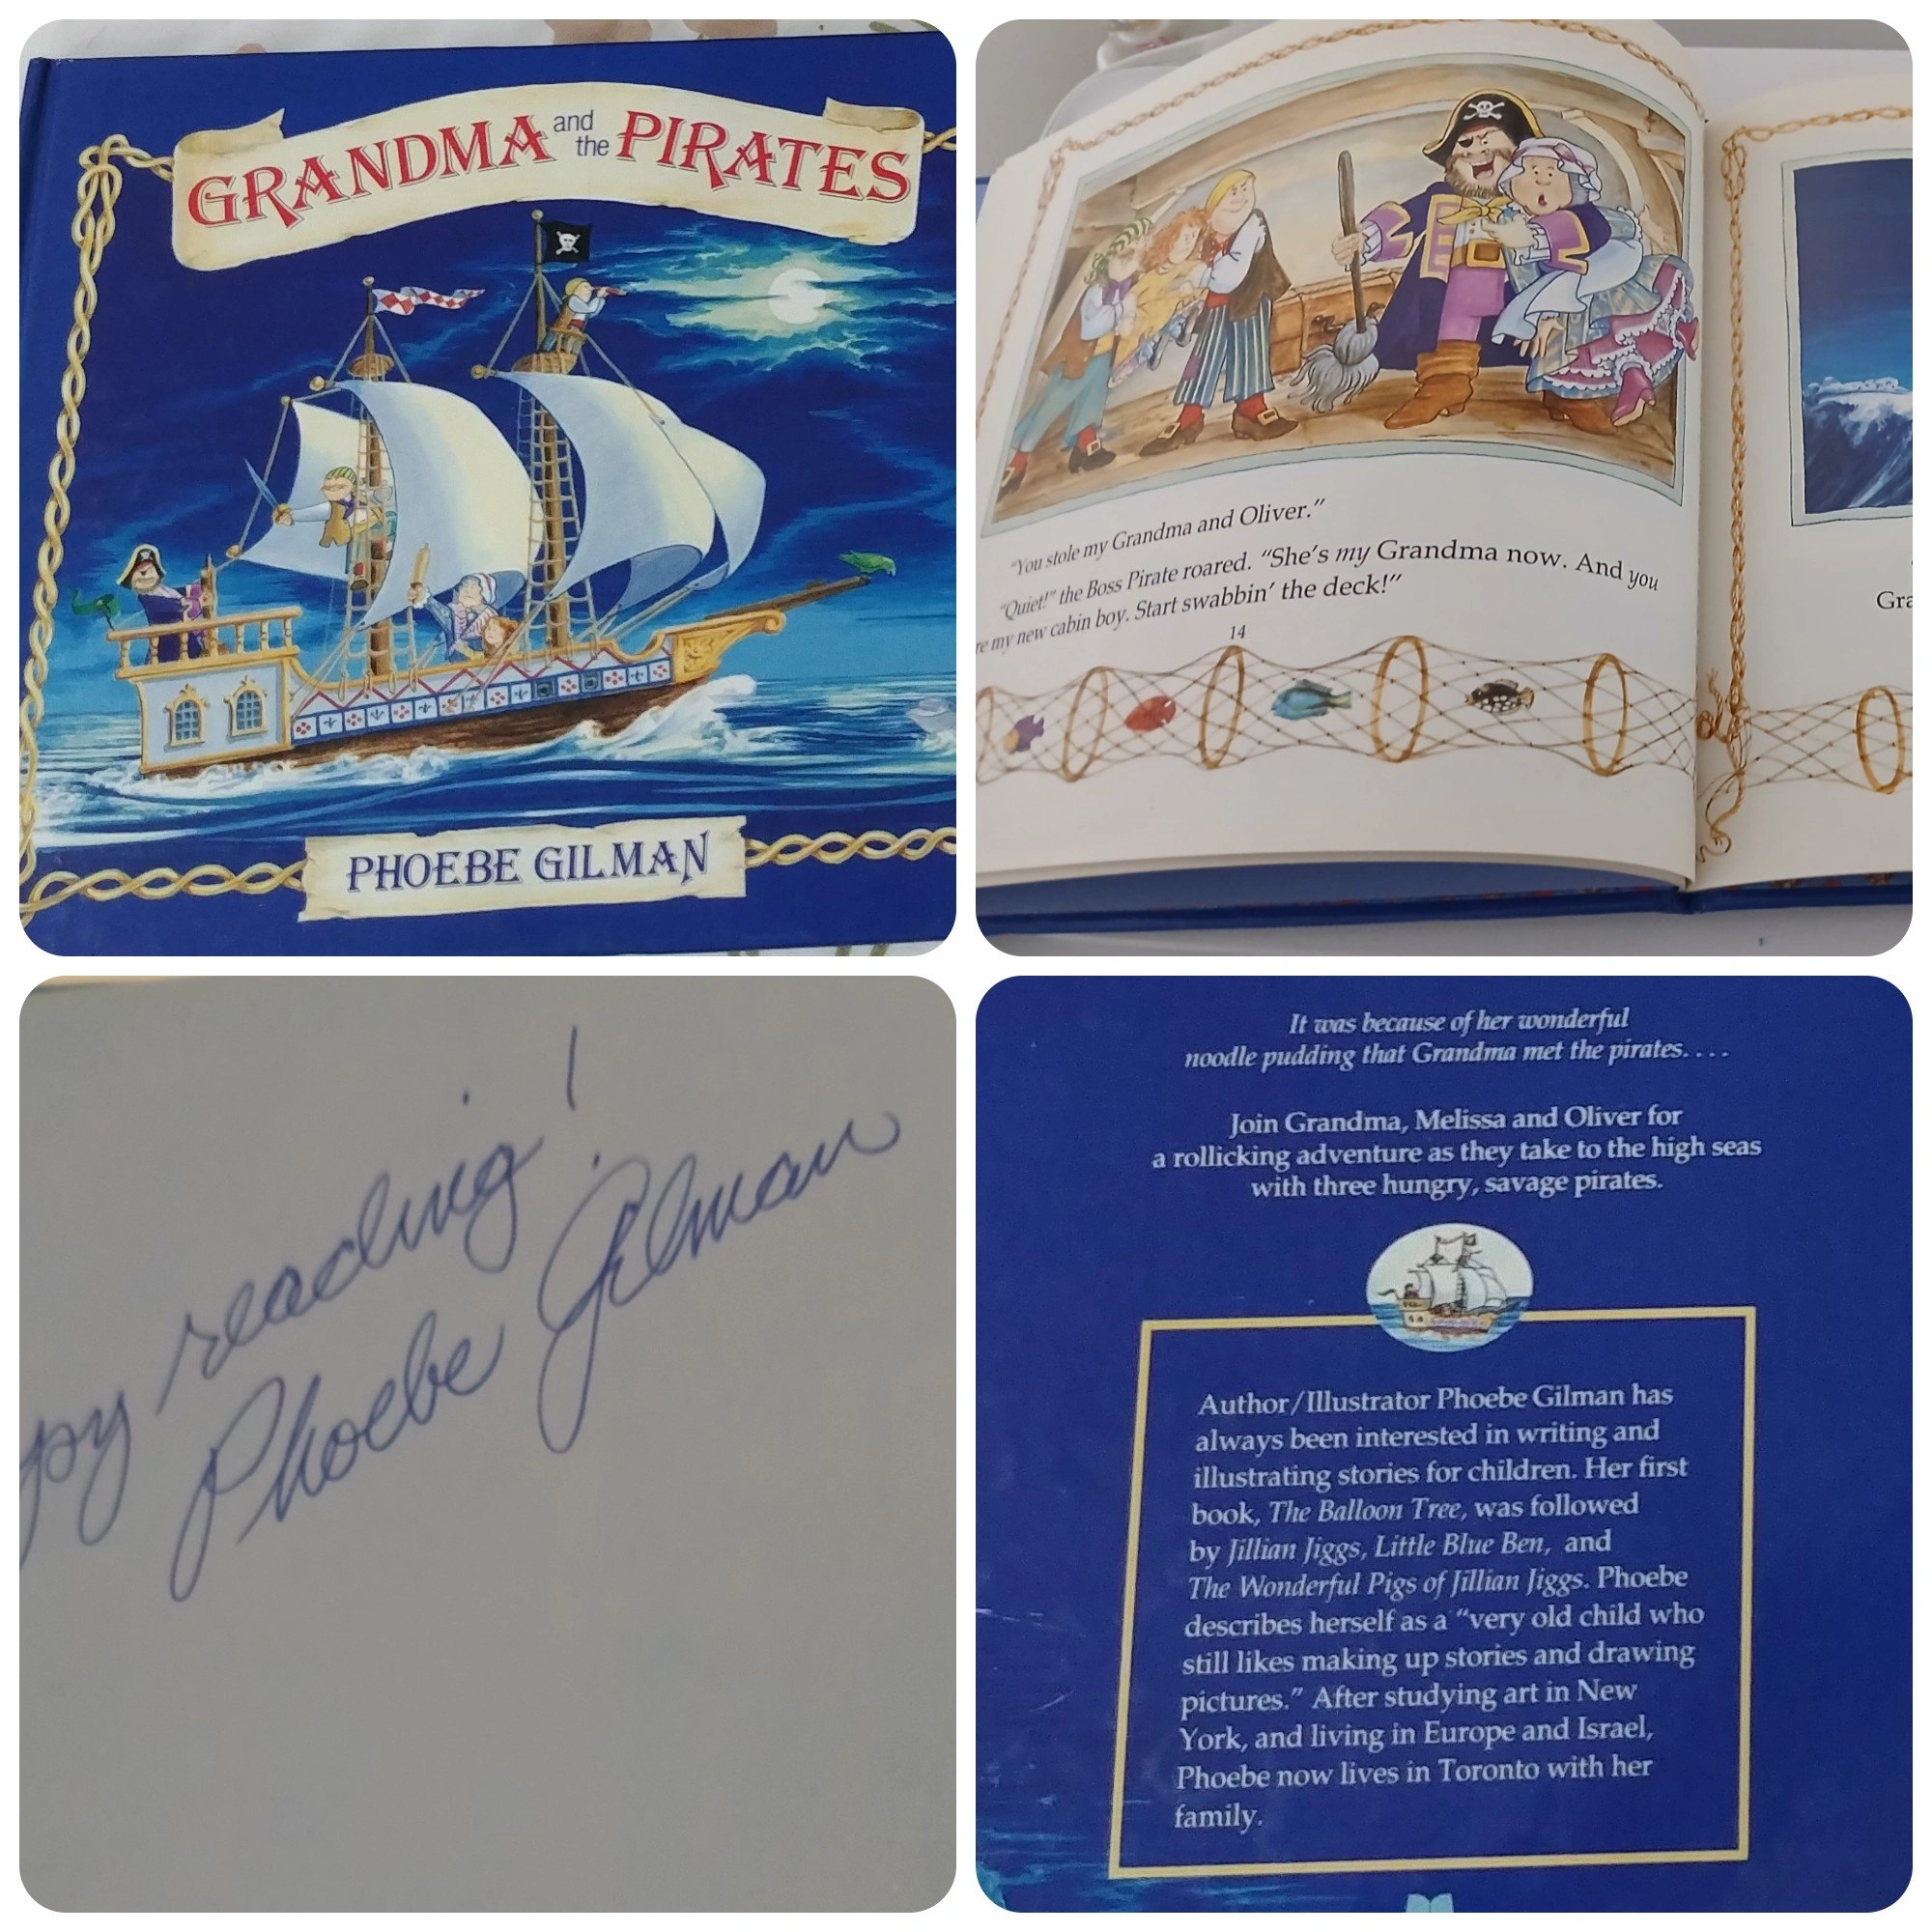 GRANDMA and the PIRATES
PHOEBE GILMAN
"You stole my Grandma and Oliver."
"Quiet!" the Boss Pirate roared. "She's my Grandma now. And you
my new cabin boy. Start swabbin' the deck!"
14
reading!
Phoebe Gilman
It was because of her wonderful
noodle pudding that Grandma met the pirates....
Join Grandma, Melissa and Oliver for
a rollicking adventure as they take to the high seas
with three hungry, savage pirates.
Author/Illustrator Phoebe Gilman has
always been interested in writing and
illustrating stories for children. Her first
book, The Balloon Tree, was followed
by Jillian Jiggs, Little Blue Ben, and
The Wonderful Pigs of Jillian Jiggs. Phoebe
describes herself as a "very old child who
still likes making up stories and drawing
pictures." After studying art in New
York, and living in Europe and Israel,
Phoebe now lives in Toronto with her
family.